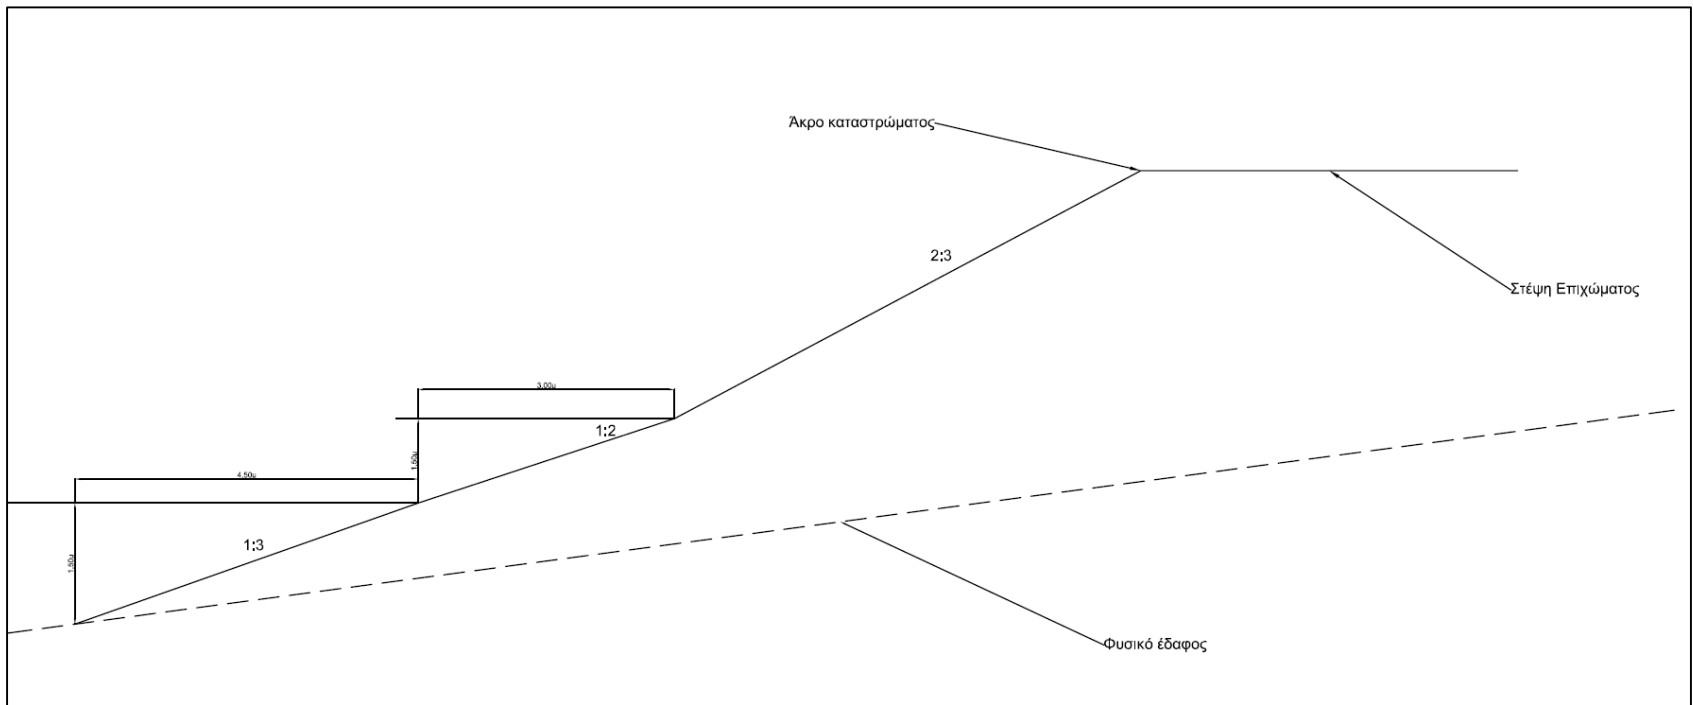 Άκρο καταστρώματος
2:3
Στέψη Επιχώματος
3.00μ
1:2
1.50μ
4.50μ
1:3
1.50μ
Φυσικό έδαφος